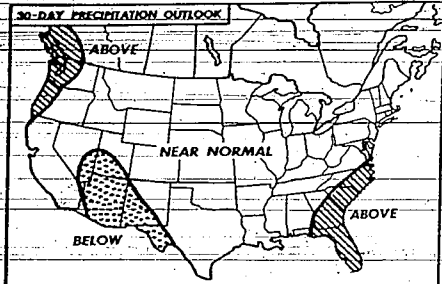 30-DAY PRECIPITATION OUTLOOK
ABOVE
NEAR NORMAL
ABOVE
BELOW